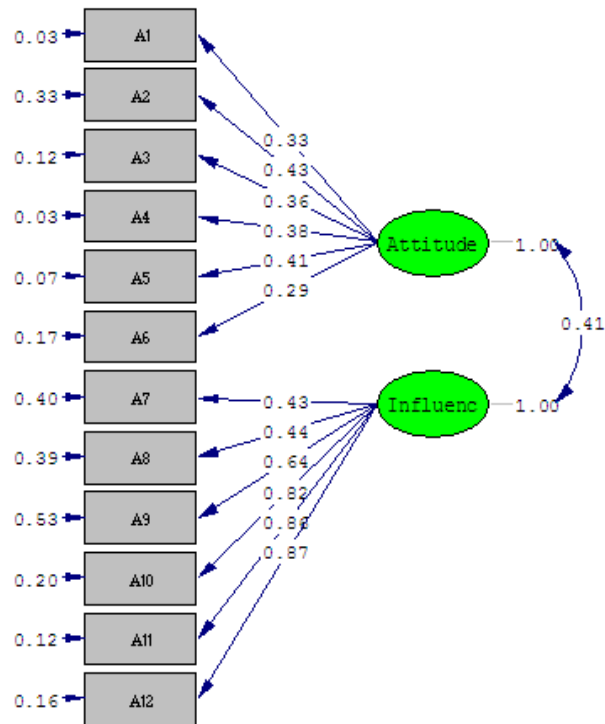 0.03 A1
0.33 A2
0.12 A3
0.03 A4
0.07 A5
0.17 A6
0.40 A7
0.39 A8
0.53 A9
0.20 A10
0.12 A11
0.16 A12
0.33
0.43
0.36
0.38
0.41
0.29
0.43
0.44
0.64
0.82
0.86
0.87
Attitude 1.00
Influenc 1.00
0.41